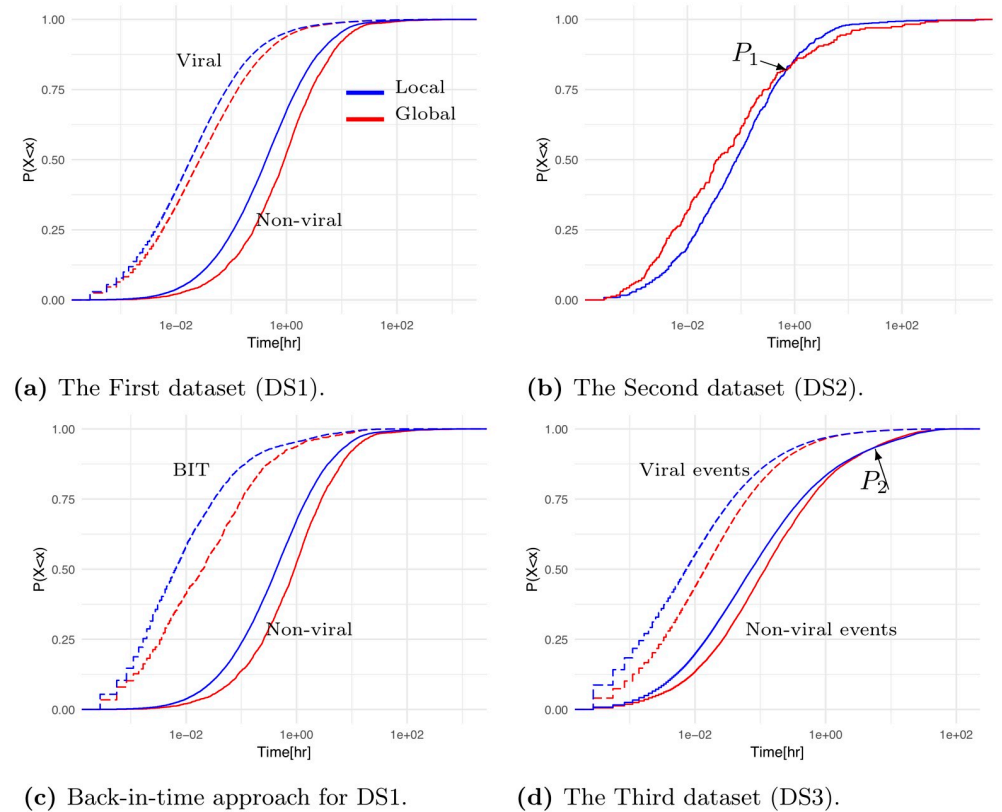 1.00
0.75
0.50
0.25
0.00
P(X<x)
Viral
Local
Global
Non-viral
1e−02 1e+00 1e+02
Time[hr]
(a) The First dataset (DS1).
1.00
0.75
0.50
0.25
0.00
P(X<x)
P1
1e−02 1e+00 1e+02
Time[hr]
(b) The Second dataset (DS2).
1.00
0.75
0.50
0.25
0.00
P(X<x)
BIT
Non-viral
1e−02 1e+00 1e+02
Time[hr]
(c) Back-in-time approach for DS1.
1.00
0.75
0.50
0.25
0.00
P(X<x)
Viral events
P2
Non-viral events
1e−02 1e+00 1e+02
Time[hr]
(d) The Third dataset (DS3).